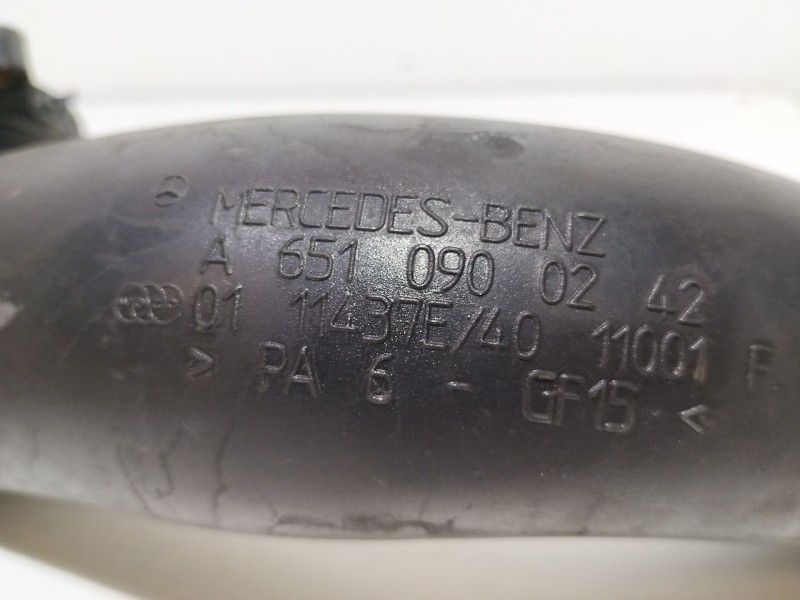 MERCEDES-BENZ
A 651 090 02 42
01 11437E/40 11001 F.
> PA 6 - GF15 <